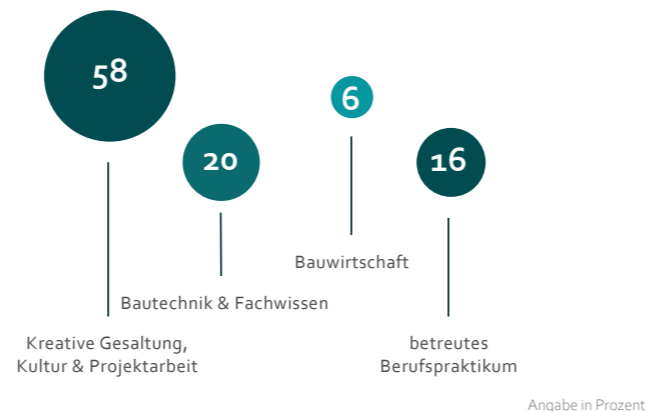 58
20
6
16
Bauwirtschaft
Bautechnik & Fachwissen
Kreative Gesaltung,
Kultur & Projektarbeit
betreutes
Berufspraktikum
Angabe in Prozent